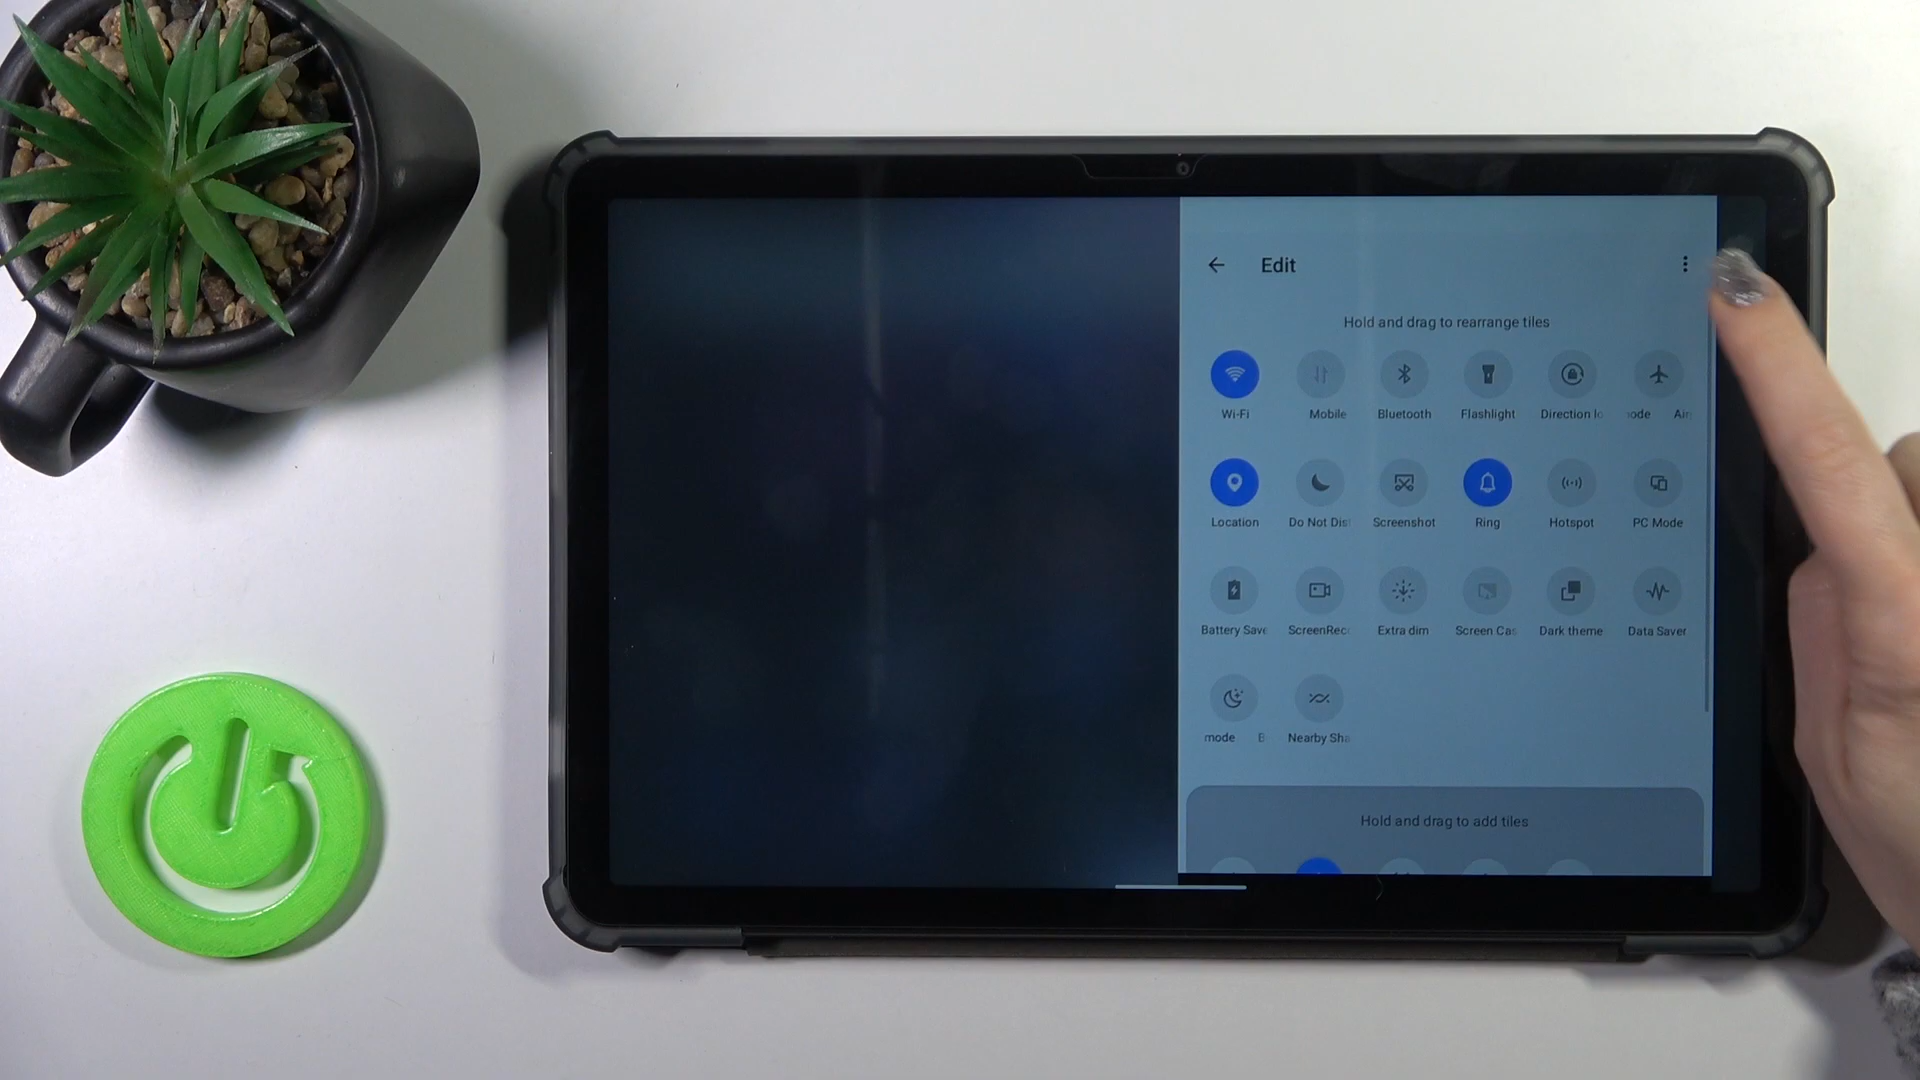 Edit
Hold and drag to rearrange tiles
Wi-Fi Mobile Bluetooth Flashlight Direction lo ode Air
Location Do Not Dis Screenshot Ring Hotspot PC Mode
Battery Save ScreenRec Extra dim Screen Cas Dark theme Data Saver
mode B Nearby Sha
Hold and drag to add tiles